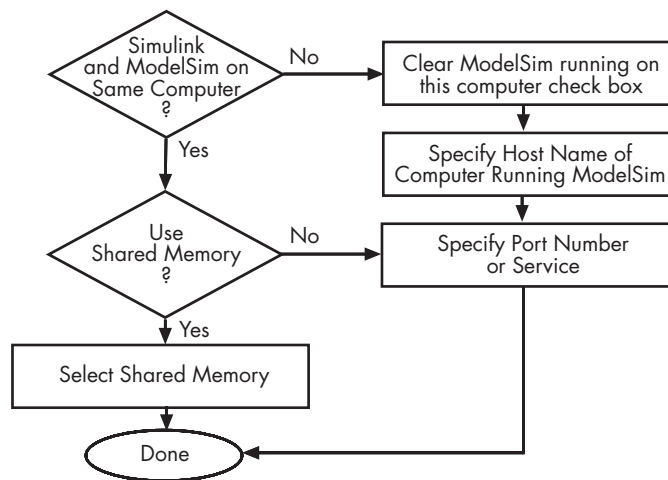 Simulink
and ModelSim on
Same Computer
?
No
Clear ModelSim running on
this computer check box
Yes
Specify Host Name of
Computer Running ModelSim
Use
Shared Memory
?
No
Specify Port Number
or Service
Yes
Select Shared Memory
Done